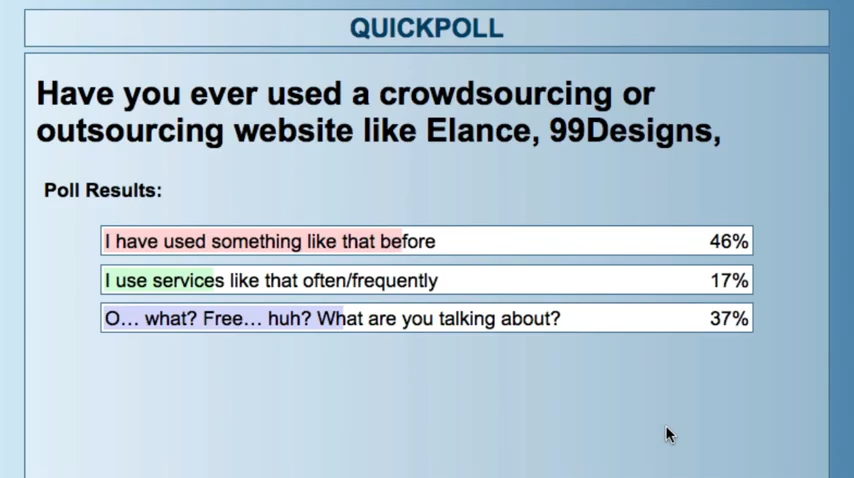 QUICKPOLL
Have you ever used a crowdsourcing or
outsourcing website like Elance, 99Designs,
Poll Results:
I have used something like that before 46%
I use services like that often/frequently 17%
O... what? Free... huh? What are you talking about? 37%